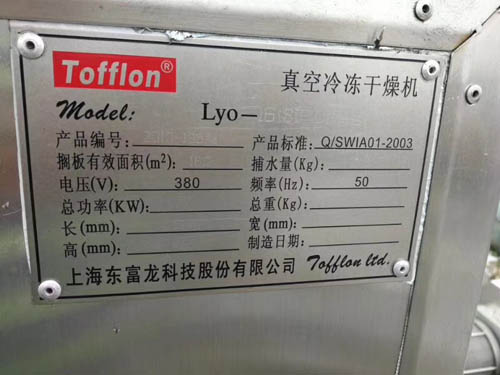 Tofflon®
真空冷冻干燥机
Model: Lyo-
产品编号: 产品标准: Q/SWIA01-2003
搁板有效面积(m²): 捕水量(Kg):
电压(V): 380 频率(Hz): 50
总功率(KW): 总重(Kg):
长(mm): 宽(mm):
高(mm): 制造日期:
上海东富龙科技股份有限公司 Tofflon ltd.